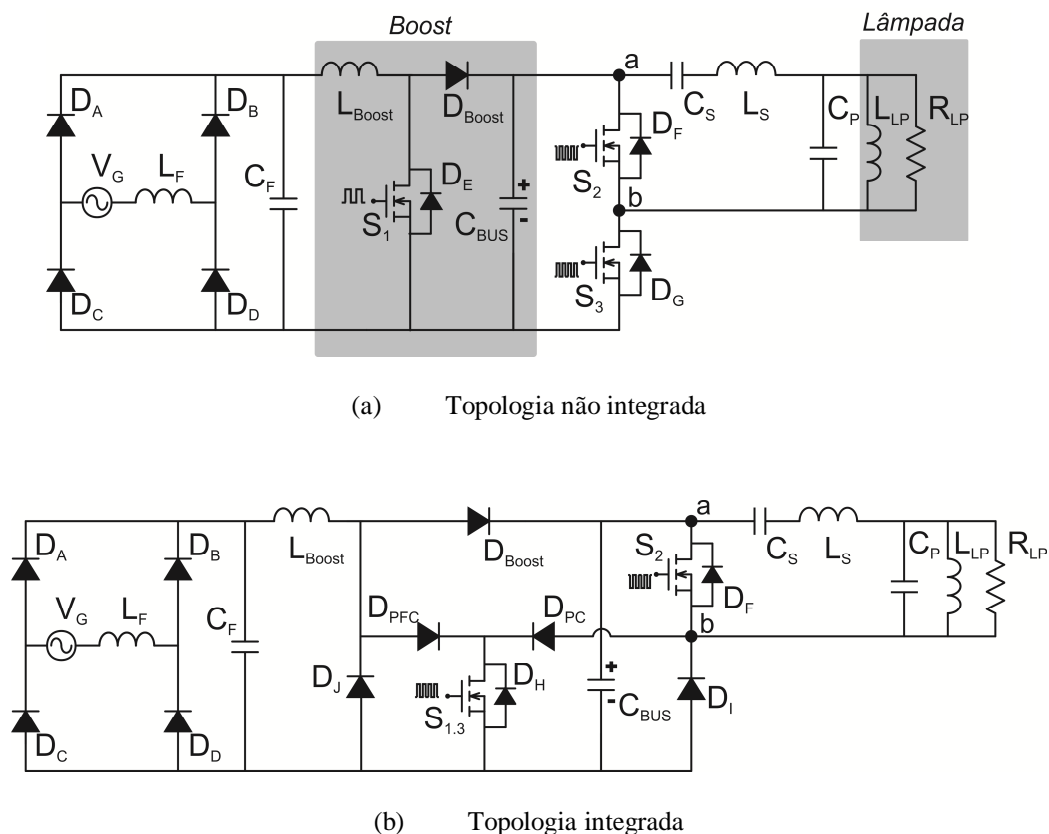 Boost
Lâmpada
a
D_A
D_B
L_Boost
D_Boost
C_S
L_S
C_P
L_LP
R_LP
V_G
L_F
C_F
D_E
S_1
C_BUS
+
-
D_F
S_2
b
S_3
D_G
D_C
D_D
(a) Topologia não integrada
a
D_A
D_B
L_Boost
D_Boost
S_2
C_S
L_S
C_P
L_LP
R_LP
D_F
V_G
L_F
C_F
D_PFC
D_PC
b
D_J
D_H
S_1.3
+
-
C_BUS
D_I
D_C
D_D
(b) Topologia integrada